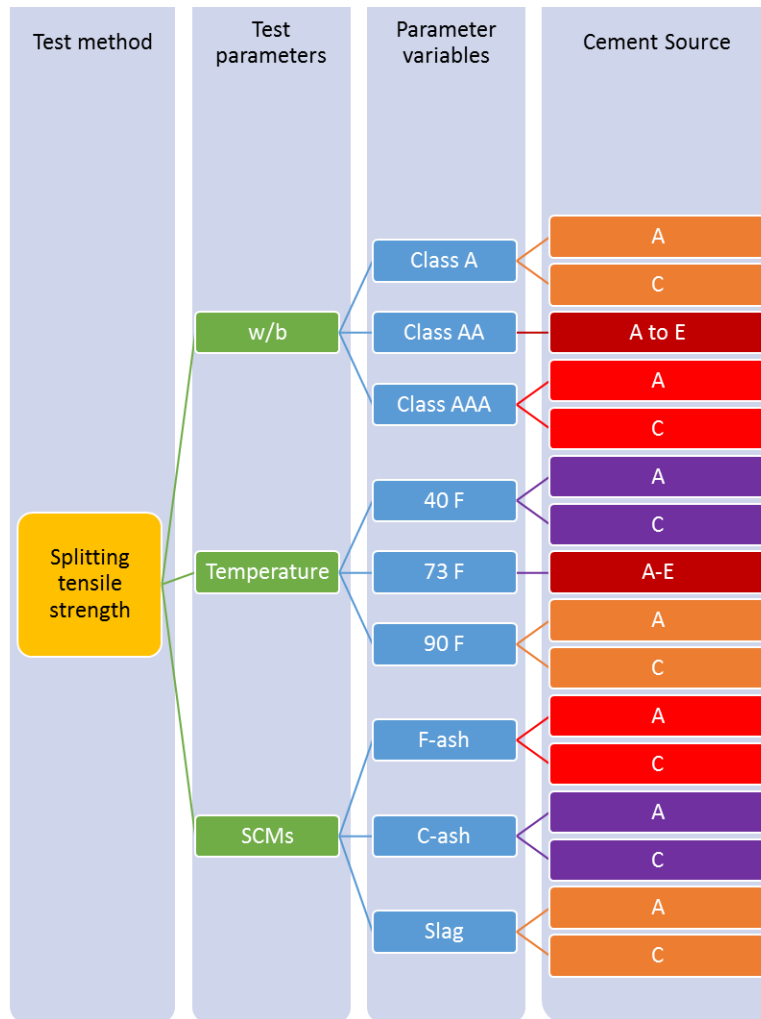 Test method
Test
parameters
Parameter
variables
Cement Source
Splitting
tensile
strength
w/b
Class A
A
C
Class AA
A to E
Class AAA
A
C
Temperature
40 F
A
C
73 F
A-E
90 F
A
C
SCMs
F-ash
A
C
C-ash
A
C
Slag
A
C